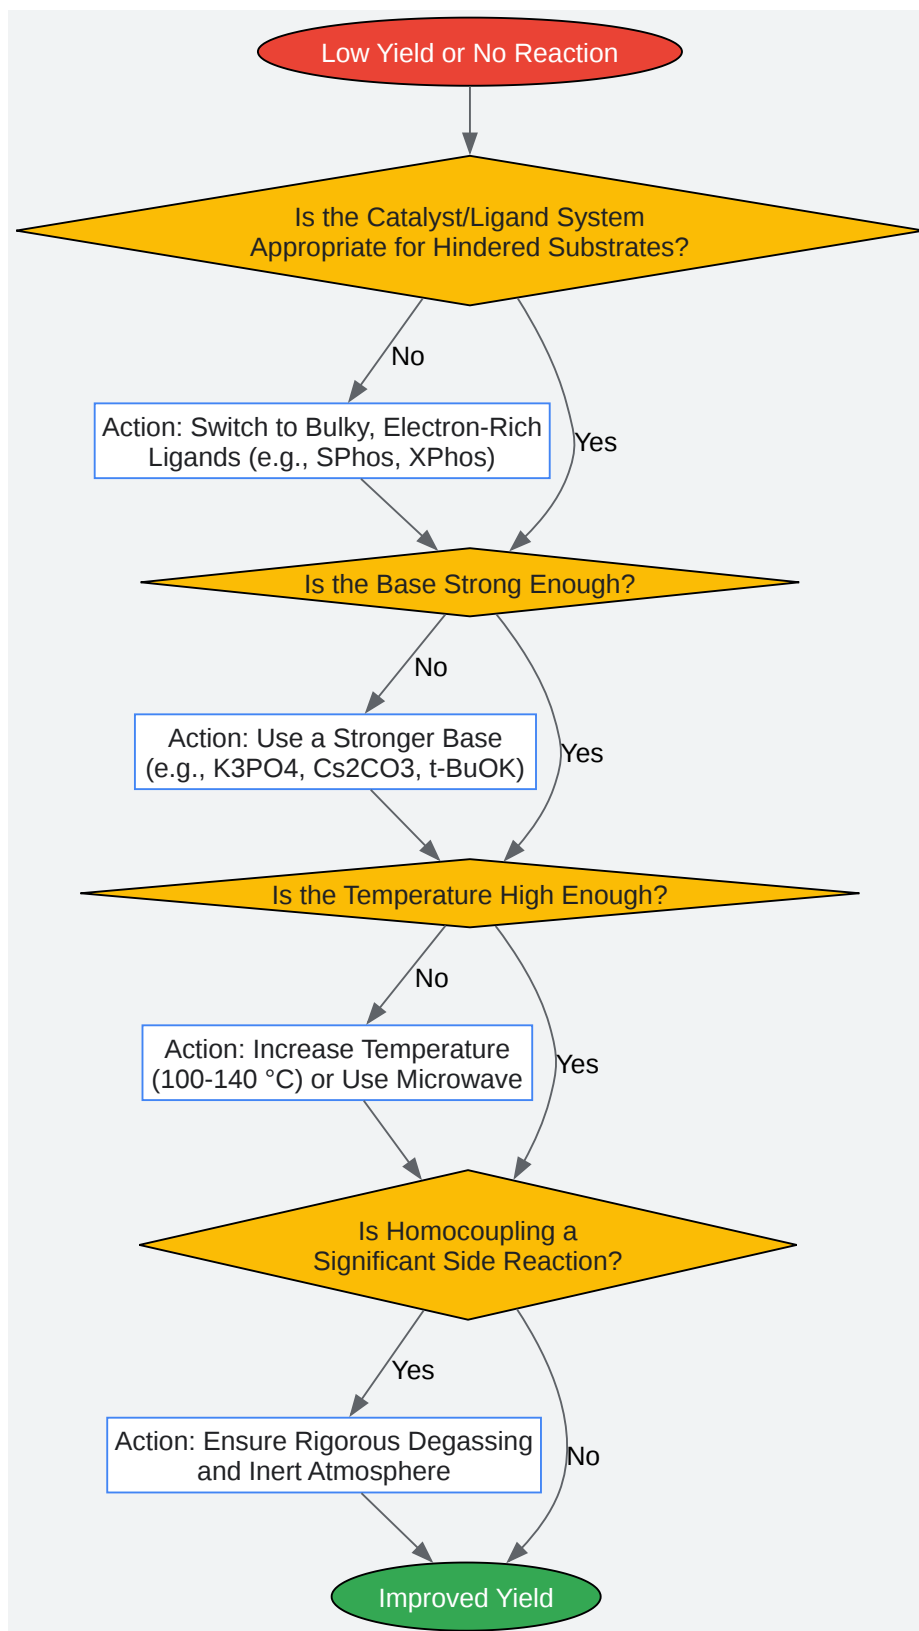 Low Yield or No Reaction
Is the Catalyst/Ligand System
Appropriate for Hindered Substrates?
No
Action: Switch to Bulky, Electron-Rich
Ligands (e.g., SPhos, XPhos)
Yes
Is the Base Strong Enough?
No
Action: Use a Stronger Base
(e.g., K3PO4, Cs2CO3, t-BuOK)
Yes
Is the Temperature High Enough?
No
Action: Increase Temperature
(100-140 °C) or Use Microwave
Yes
Is Homocoupling a
Significant Side Reaction?
Yes
Action: Ensure Rigorous Degassing
and Inert Atmosphere
No
Improved Yield